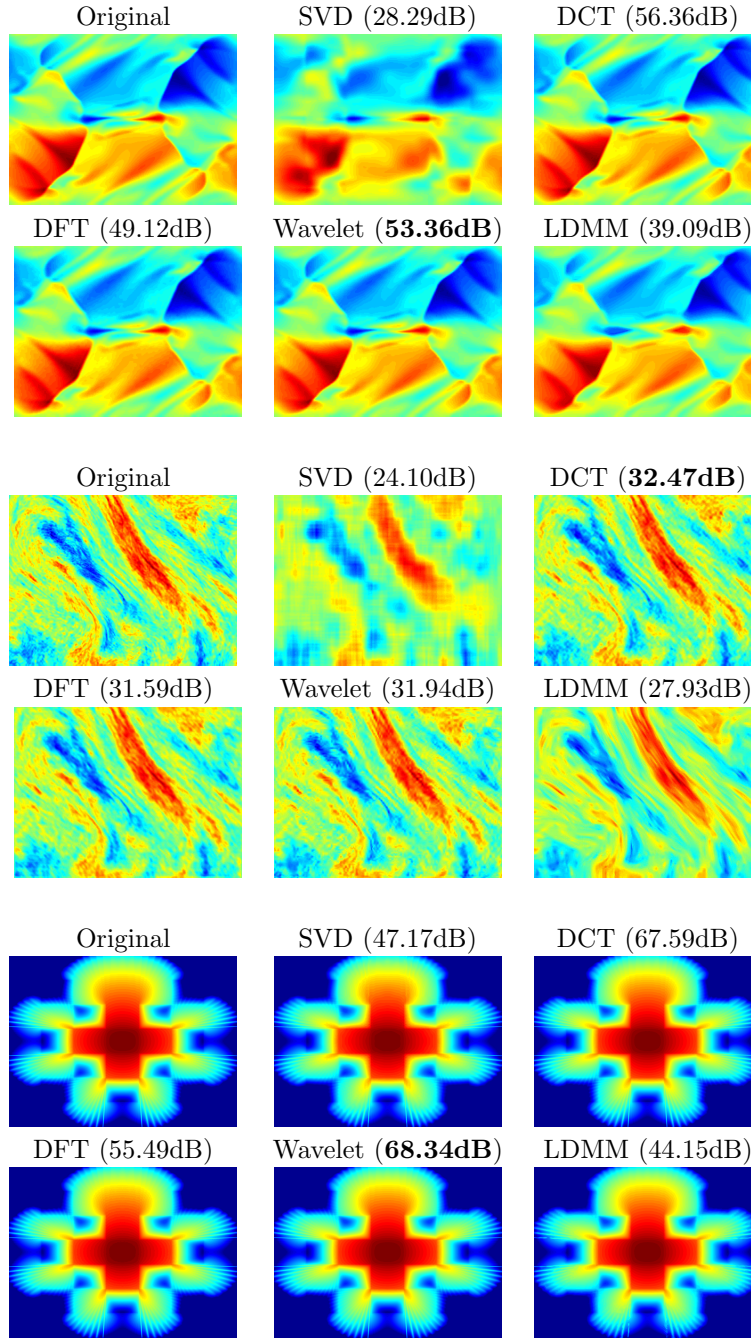 Original SVD (28.29dB) DCT (56.36dB)
DFT (49.12dB) Wavelet (53.36dB) LDMM (39.09dB)
Original SVD (24.10dB) DCT (32.47dB)
DFT (31.59dB) Wavelet (31.94dB) LDMM (27.93dB)
Original SVD (47.17dB) DCT (67.59dB)
DFT (55.49dB) Wavelet (68.34dB) LDMM (44.15dB)